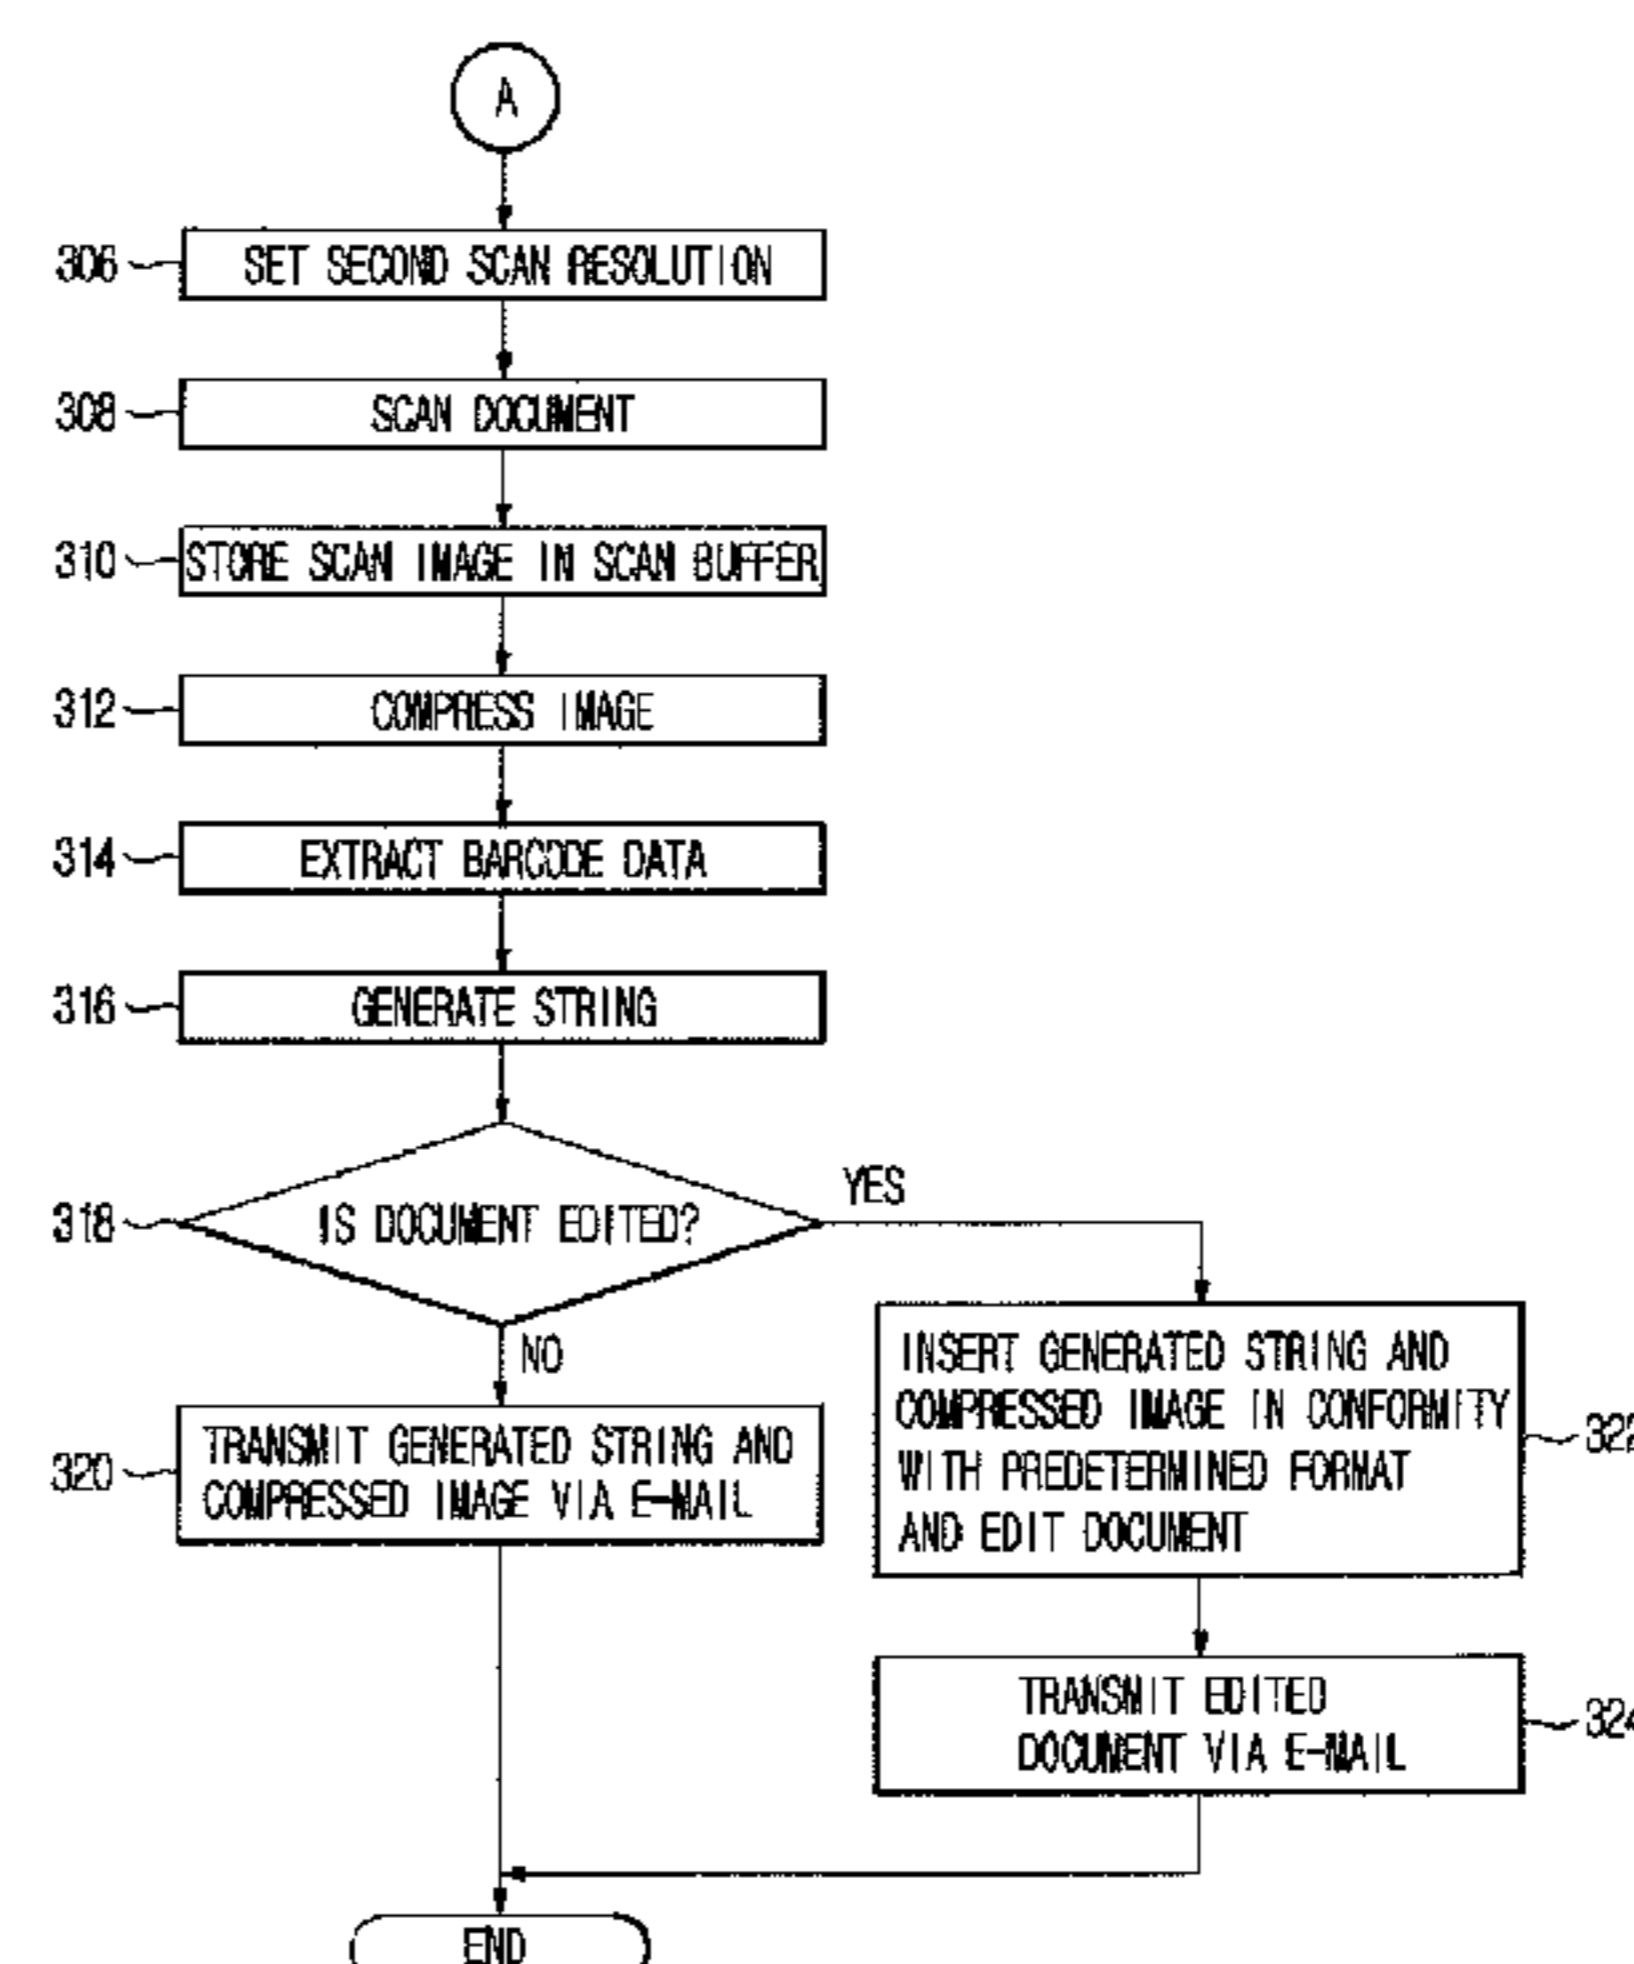 A
306 SET SECOND SCAN RESOLUTION
308 SCAN DOCUMENT
310 STORE SCAN IMAGE IN SCAN BUFFER
312 COMPRESS IMAGE
314 EXTRACT BARCODE DATA
316 GENERATE STRING
318 IS DOCUMENT EDITED?
YES
NO
320 TRANSMIT GENERATED STRING AND
COMPRESSED IMAGE VIA E-MAIL
INSERT GENERATED STRING AND
COMPRESSED IMAGE IN CONFORMITY
WITH PREDETERMINED FORMAT
AND EDIT DOCUMENT
322
TRANSMIT EDITED
DOCUMENT VIA E-MAIL
324
END